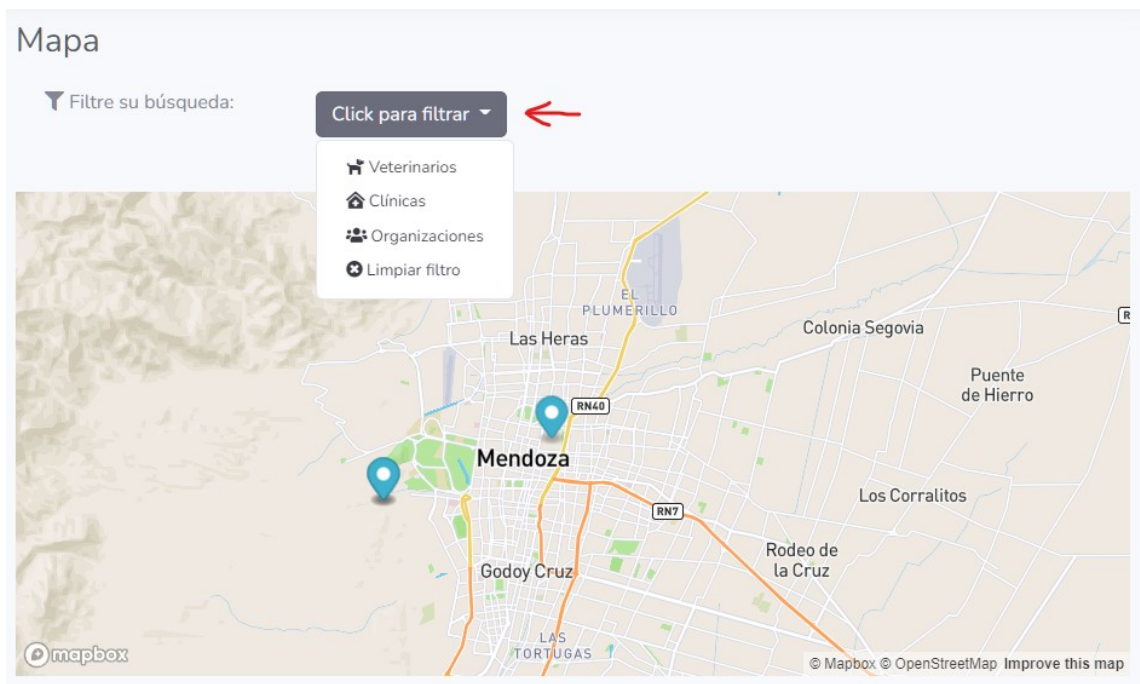 Mapa
Filtre su búsqueda:
Click para filtrar
Veterinarios
Clínicas
Organizaciones
Limpiar filtro
EL
PLUMERILLO
Las Heras
Colonia Segovia
R
Puente
de Hierro
RN40
Mendoza
Los Corralitos
RN7
Rodeo de
la Cruz
Godoy Cruz
LAS
TORTUGAS
mapbox
© Mapbox © OpenStreetMap Improve this map